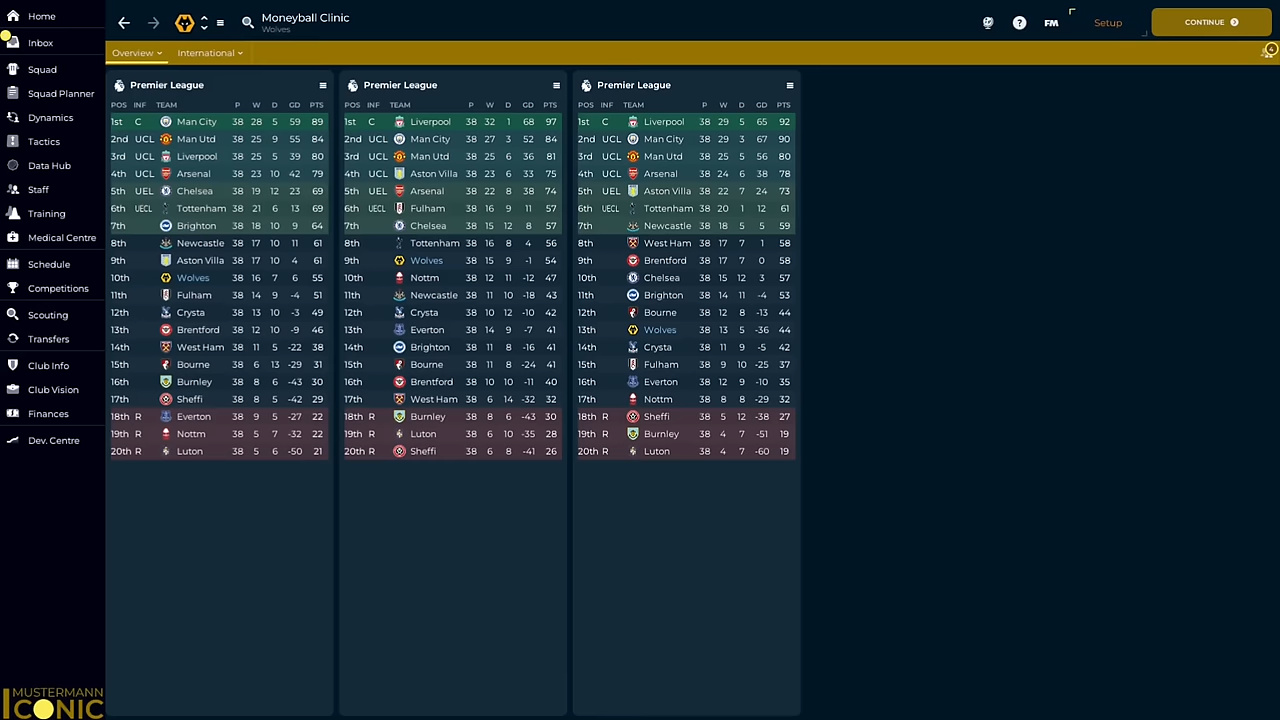 Home
Inbox
Squad
Squad Planner
Dynamics
Tactics
Data Hub
Staff
Training
Medical Centre
Schedule
Competitions
Scouting
Transfers
Club Info
Club Vision
Finances
Dev. Centre
MUSTERMANN
ICONIC
Moneyball Clinic
Wolves
FM
Setup
CONTINUE
Overview
International
4
Premier League
POS INF TEAM P W D GD PTS
1st C Man City 38 28 5 59 89
2nd UCL Man Utd 38 25 9 55 84
3rd UCL Liverpool 38 25 5 39 80
4th UCL Arsenal 38 23 10 42 79
5th UEL Chelsea 38 19 12 23 69
6th UECL Tottenham 38 21 6 13 69
7th Brighton 38 18 10 9 64
8th Newcastle 38 17 10 11 61
9th Aston Villa 38 17 10 4 61
10th Wolves 38 16 7 6 55
11th Fulham 38 14 9 -4 51
12th Crysta 38 13 10 -3 49
13th Brentford 38 12 10 -9 46
14th West Ham 38 11 5 -22 38
15th Bourne 38 6 13 -29 31
16th Burnley 38 8 6 -43 30
17th Sheffi 38 8 5 -42 29
18th R Everton 38 9 5 -27 22
19th R Nottm 38 5 7 -32 22
20th R Luton 38 5 6 -50 21
Premier League
POS INF TEAM P W D GD PTS
1st C Liverpool 38 32 1 68 97
2nd UCL Man City 38 27 3 52 84
3rd UCL Man Utd 38 25 6 36 81
4th UCL Aston Villa 38 23 6 33 75
5th UEL Arsenal 38 22 8 38 74
6th UECL Fulham 38 16 9 11 57
7th Chelsea 38 15 12 8 57
8th Tottenham 38 16 8 4 56
9th Wolves 38 15 9 -1 54
10th Nottm 38 11 12 -12 47
11th Newcastle 38 11 10 -18 43
12th Crysta 38 10 12 -10 42
13th Everton 38 14 9 -7 41
14th Brighton 38 11 8 -16 41
15th Bourne 38 11 8 -24 41
16th Brentford 38 10 10 -11 40
17th West Ham 38 6 14 -32 32
18th R Burnley 38 8 6 -43 30
19th R Luton 38 6 10 -35 28
20th R Sheffi 38 6 8 -41 26
Premier League
POS INF TEAM P W D GD PTS
1st C Liverpool 38 29 5 65 92
2nd UCL Man City 38 29 3 67 90
3rd UCL Man Utd 38 25 5 56 80
4th UCL Arsenal 38 24 6 38 78
5th UEL Aston Villa 38 22 7 24 73
6th UECL Tottenham 38 20 1 12 61
7th Newcastle 38 18 5 5 59
8th West Ham 38 17 7 1 58
9th Brentford 38 17 7 0 58
10th Chelsea 38 15 12 3 57
11th Brighton 38 14 11 -4 53
12th Bourne 38 12 8 -13 44
13th Wolves 38 13 5 -36 44
14th Crysta 38 11 9 -5 42
15th Fulham 38 9 10 -25 37
16th Everton 38 12 9 -10 35
17th Nottm 38 8 8 -29 32
18th R Sheffi 38 5 12 -38 27
19th R Burnley 38 4 7 -51 19
20th R Luton 38 4 7 -60 19